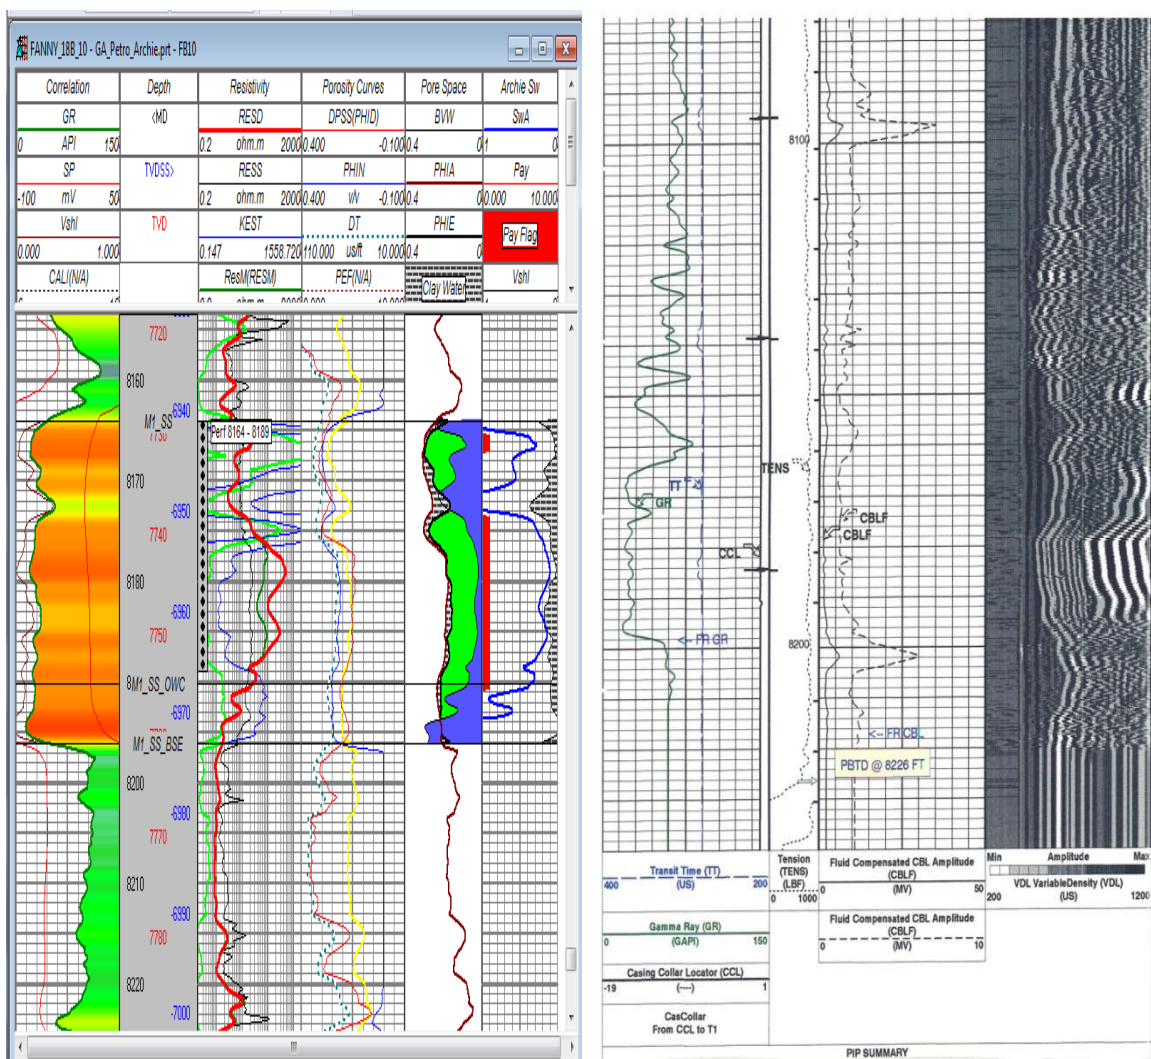 FANNY_18B_10 - GA_Petro_Archie.prt - FB10
Correlation Depth Resistivity Porosity Curves Pore Space Archie Sw
GR <MD RESD DPSS(PHID) BVW SwA
0 API 150 0.2 ohm.m 2000 0.400 -0.100 0.4 0 1 0
SP TVDSS> RESS PHIN PHIA Pay
-100 mV 50 0.2 ohm.m 2000 0.400 v/v -0.100 0.4 0 0.000 10.000
Vshl TVD KEST DT PHIE Pay Flag
0.000 1.000 0.147 1558.720 110.000 us/ft 10.000 0.4 0
CALI(N/A) ResM(RESM) PEF(N/A) Clay Water Vshl
7720
8160
-6940
M1_SS
Perf 8164 - 8189
8170
-6950
7740
8180
-6960
7750
M1_SS_OWC
-6970
M1_SS_BSE
8200
-6980
7770
8210
-6990
7780
8220
-7000
8100
TENS
TT
GR
CBLF
CBLF
CCL
<-- FR GR
8200
<-- FR CBL
PBTD @ 8226 FT
Transit Time (TT)
400 (US) 200
Tension
(TENS)
(LBF)
0 1000
Fluid Compensated CBL Amplitude
(CBLF)
0 (MV) 50
Min Amplitude Max
VDL VariableDensity (VDL)
200 (US) 1200
Gamma Ray (GR)
0 (GAPI) 150
Fluid Compensated CBL Amplitude
(CBLF)
0 (MV) 10
Casing Collar Locator (CCL)
-19 (----) 1
CasCollar
From CCL to T1
PIP SUMMARY